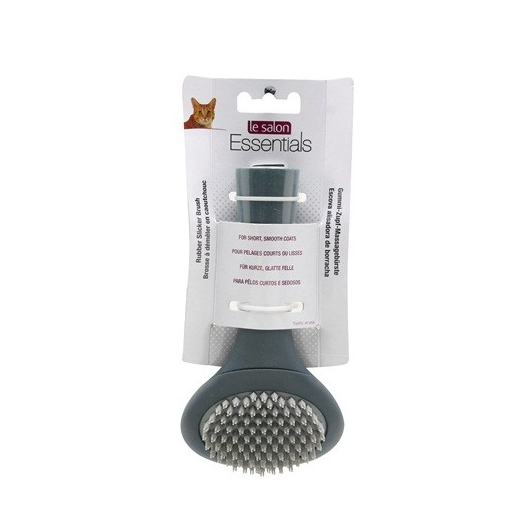 le salon
Essentials
Rubber Slicker Brush
Brosse à démêler en caoutchouc
Gummi-Zupf-Massagebürste
Escova alisadora de borracha
FOR SHORT, SMOOTH COATS
POUR PELAGES COURTS OU LISSES
FÜR KURZE, GLATTE FELLE
PARA PÊLOS CURTOS E SEDOSOS